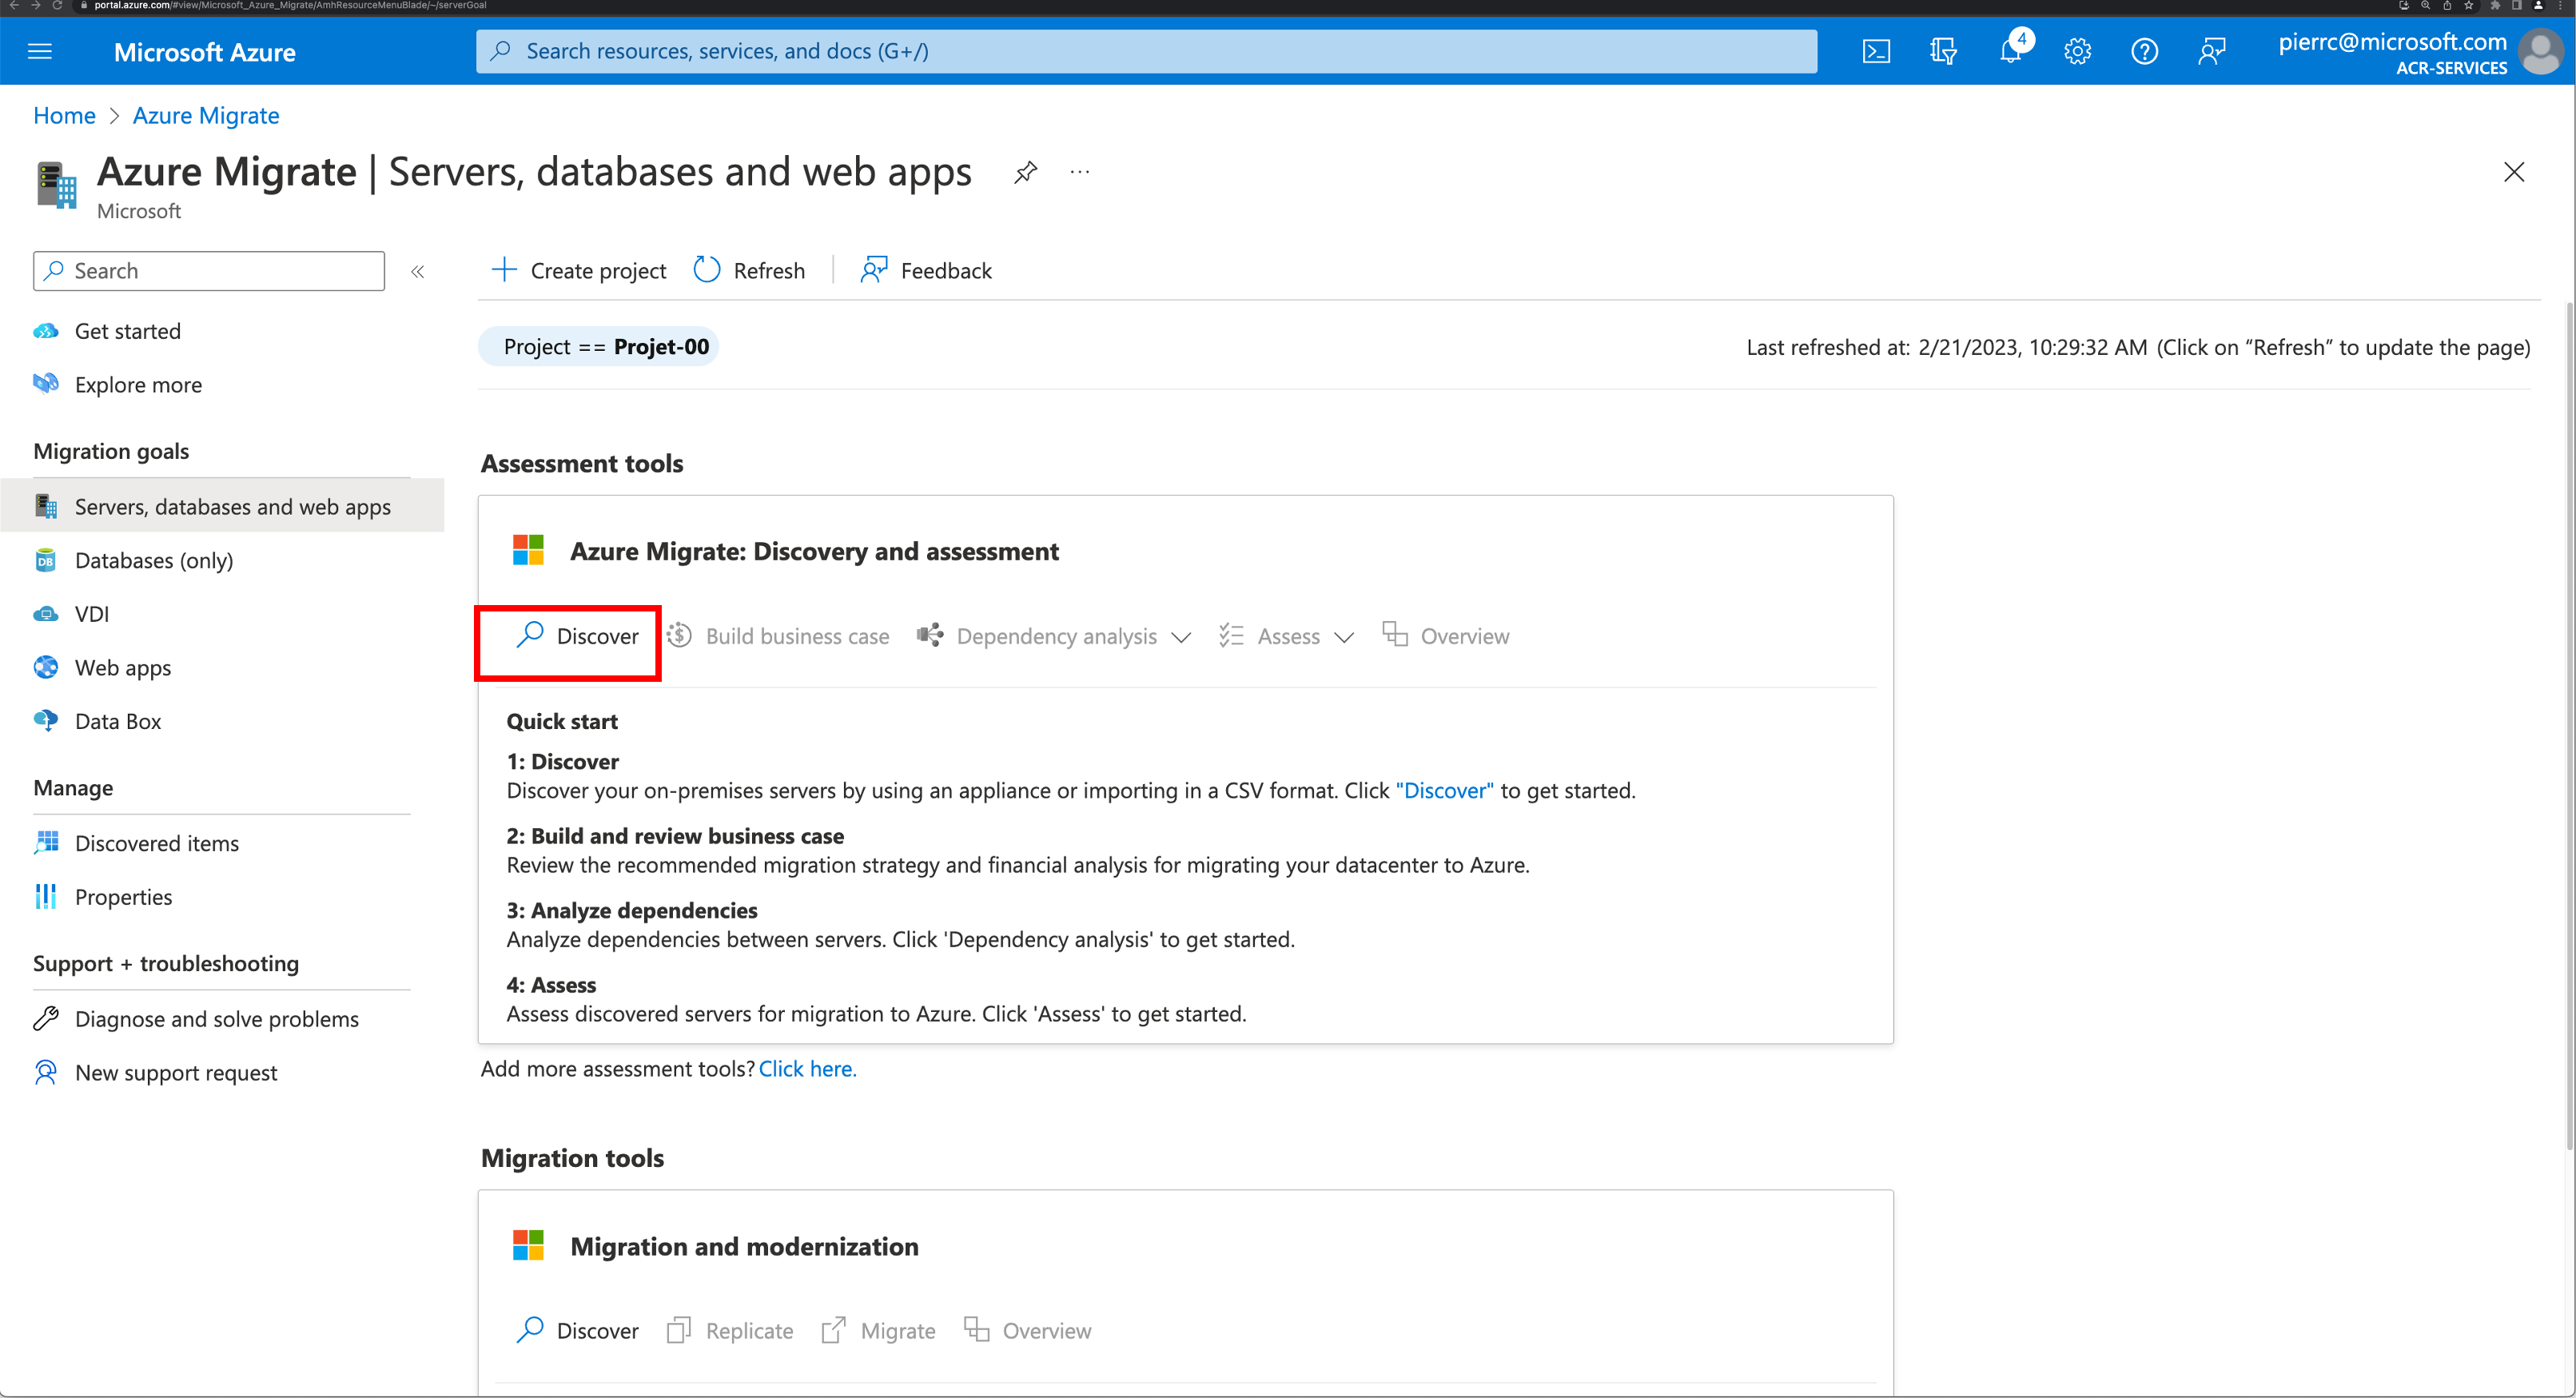 portal.azure.com/#view/Microsoft_Azure_Migrate/AmhResourceMenuBlade/~/serverGoal
Microsoft Azure
Search resources, services, and docs (G+/)
4
pierrc@microsoft.com
ACR-SERVICES
Home > Azure Migrate
Azure Migrate | Servers, databases and web apps
Microsoft
Search
Create project
Refresh
Feedback
Get started
Explore more
Migration goals
Servers, databases and web apps
Databases (only)
VDI
Web apps
Data Box
Manage
Discovered items
Properties
Support + troubleshooting
Diagnose and solve problems
New support request
Project == Projet-00
Last refreshed at: 2/21/2023, 10:29:32 AM (Click on “Refresh” to update the page)
Assessment tools
Azure Migrate: Discovery and assessment
Discover
Build business case
Dependency analysis
Assess
Overview
Quick start
1: Discover
Discover your on-premises servers by using an appliance or importing in a CSV format. Click "Discover" to get started.
2: Build and review business case
Review the recommended migration strategy and financial analysis for migrating your datacenter to Azure.
3: Analyze dependencies
Analyze dependencies between servers. Click 'Dependency analysis' to get started.
4: Assess
Assess discovered servers for migration to Azure. Click 'Assess' to get started.
Add more assessment tools? Click here.
Migration tools
Migration and modernization
Discover
Replicate
Migrate
Overview